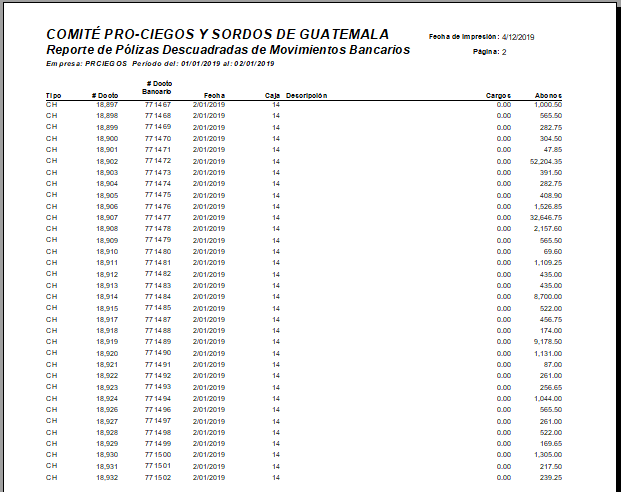 COMITÉ PRO-CIEGOS Y SORDOS DE GUATEMALA
Fecha de Impresión: 4/12/2019
Reporte de Pólizas Descuadradas de Movimientos Bancarios
Página: 2
Empresa: PRCIEGOS Período del: 01/01/2019 al: 02/01/2019
Tipo # Docto # Docto Bancario Fecha Caja Descripción Cargos Abonos
CH 18,897 771467 2/01/2019 14 0.00 1,000.50
CH 18,898 771468 2/01/2019 14 0.00 565.50
CH 18,899 771469 2/01/2019 14 0.00 282.75
CH 18,900 771470 2/01/2019 14 0.00 304.50
CH 18,901 771471 2/01/2019 14 0.00 47.85
CH 18,902 771472 2/01/2019 14 0.00 52,204.35
CH 18,903 771473 2/01/2019 14 0.00 391.50
CH 18,904 771474 2/01/2019 14 0.00 282.75
CH 18,905 771475 2/01/2019 14 0.00 408.90
CH 18,906 771476 2/01/2019 14 0.00 1,526.85
CH 18,907 771477 2/01/2019 14 0.00 32,646.75
CH 18,908 771478 2/01/2019 14 0.00 2,157.60
CH 18,909 771479 2/01/2019 14 0.00 565.50
CH 18,910 771480 2/01/2019 14 0.00 69.60
CH 18,911 771481 2/01/2019 14 0.00 1,109.25
CH 18,912 771482 2/01/2019 14 0.00 435.00
CH 18,913 771483 2/01/2019 14 0.00 435.00
CH 18,914 771484 2/01/2019 14 0.00 8,700.00
CH 18,915 771485 2/01/2019 14 0.00 522.00
CH 18,917 771487 2/01/2019 14 0.00 456.75
CH 18,918 771488 2/01/2019 14 0.00 174.00
CH 18,919 771489 2/01/2019 14 0.00 9,178.50
CH 18,920 771490 2/01/2019 14 0.00 1,131.00
CH 18,921 771491 2/01/2019 14 0.00 87.00
CH 18,922 771492 2/01/2019 14 0.00 261.00
CH 18,923 771493 2/01/2019 14 0.00 256.65
CH 18,924 771494 2/01/2019 14 0.00 1,044.00
CH 18,926 771496 2/01/2019 14 0.00 565.50
CH 18,927 771497 2/01/2019 14 0.00 261.00
CH 18,928 771498 2/01/2019 14 0.00 522.00
CH 18,929 771499 2/01/2019 14 0.00 169.65
CH 18,930 771500 2/01/2019 14 0.00 1,305.00
CH 18,931 771501 2/01/2019 14 0.00 217.50
CH 18,932 771502 2/01/2019 14 0.00 239.25